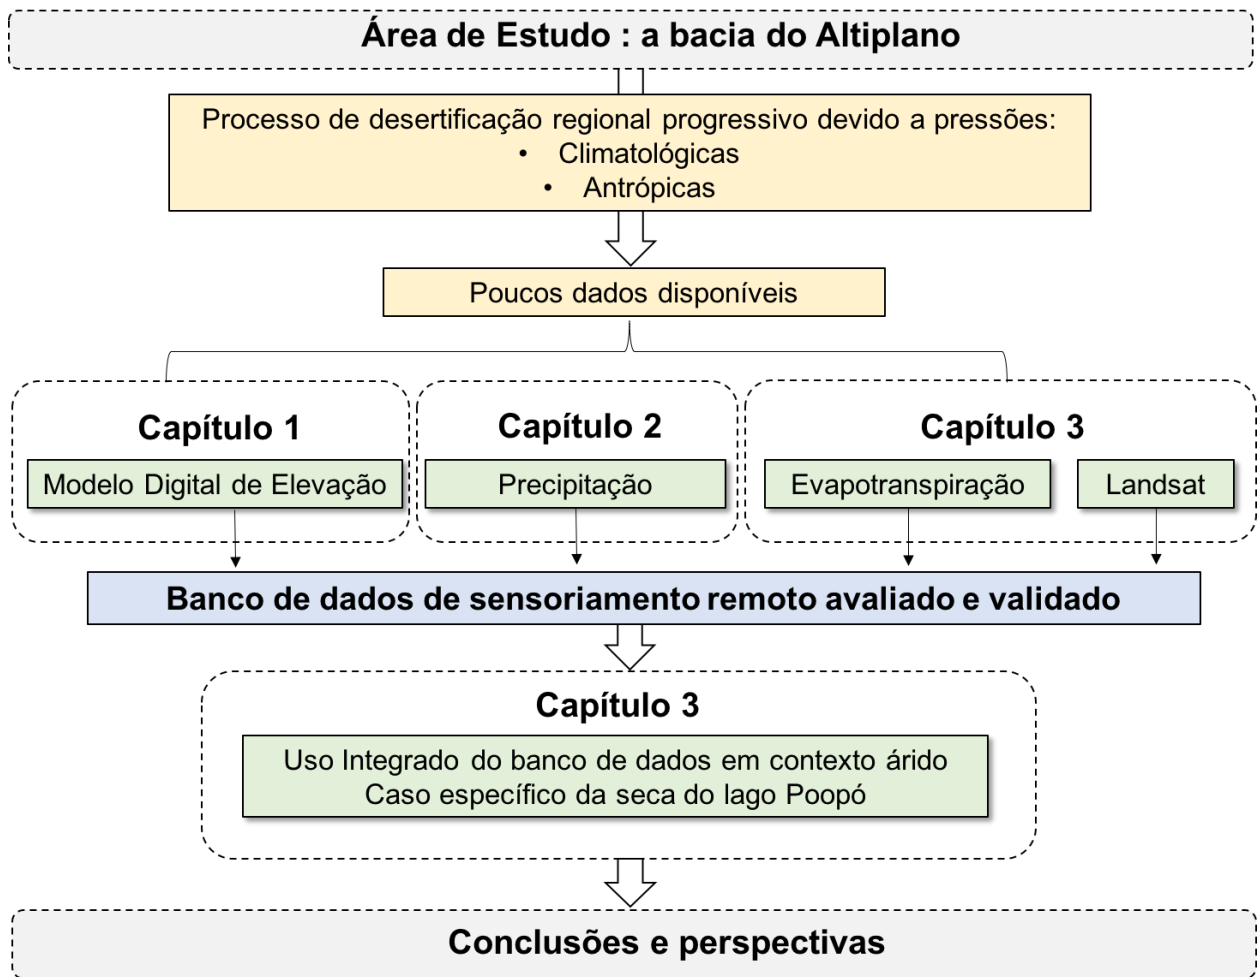 Área de Estudo : a bacia do Altiplano
Processo de desertificação regional progressivo devido a pressões:
• Climatológicas
• Antrópicas
Poucos dados disponíveis
Capítulo 1
Modelo Digital de Elevação
Capítulo 2
Precipitação
Capítulo 3
Evapotranspiração
Landsat
Banco de dados de sensoriamento remoto avaliado e validado
Capítulo 3
Uso Integrado do banco de dados em contexto árido
Caso específico da seca do lago Poopó
Conclusões e perspectivas